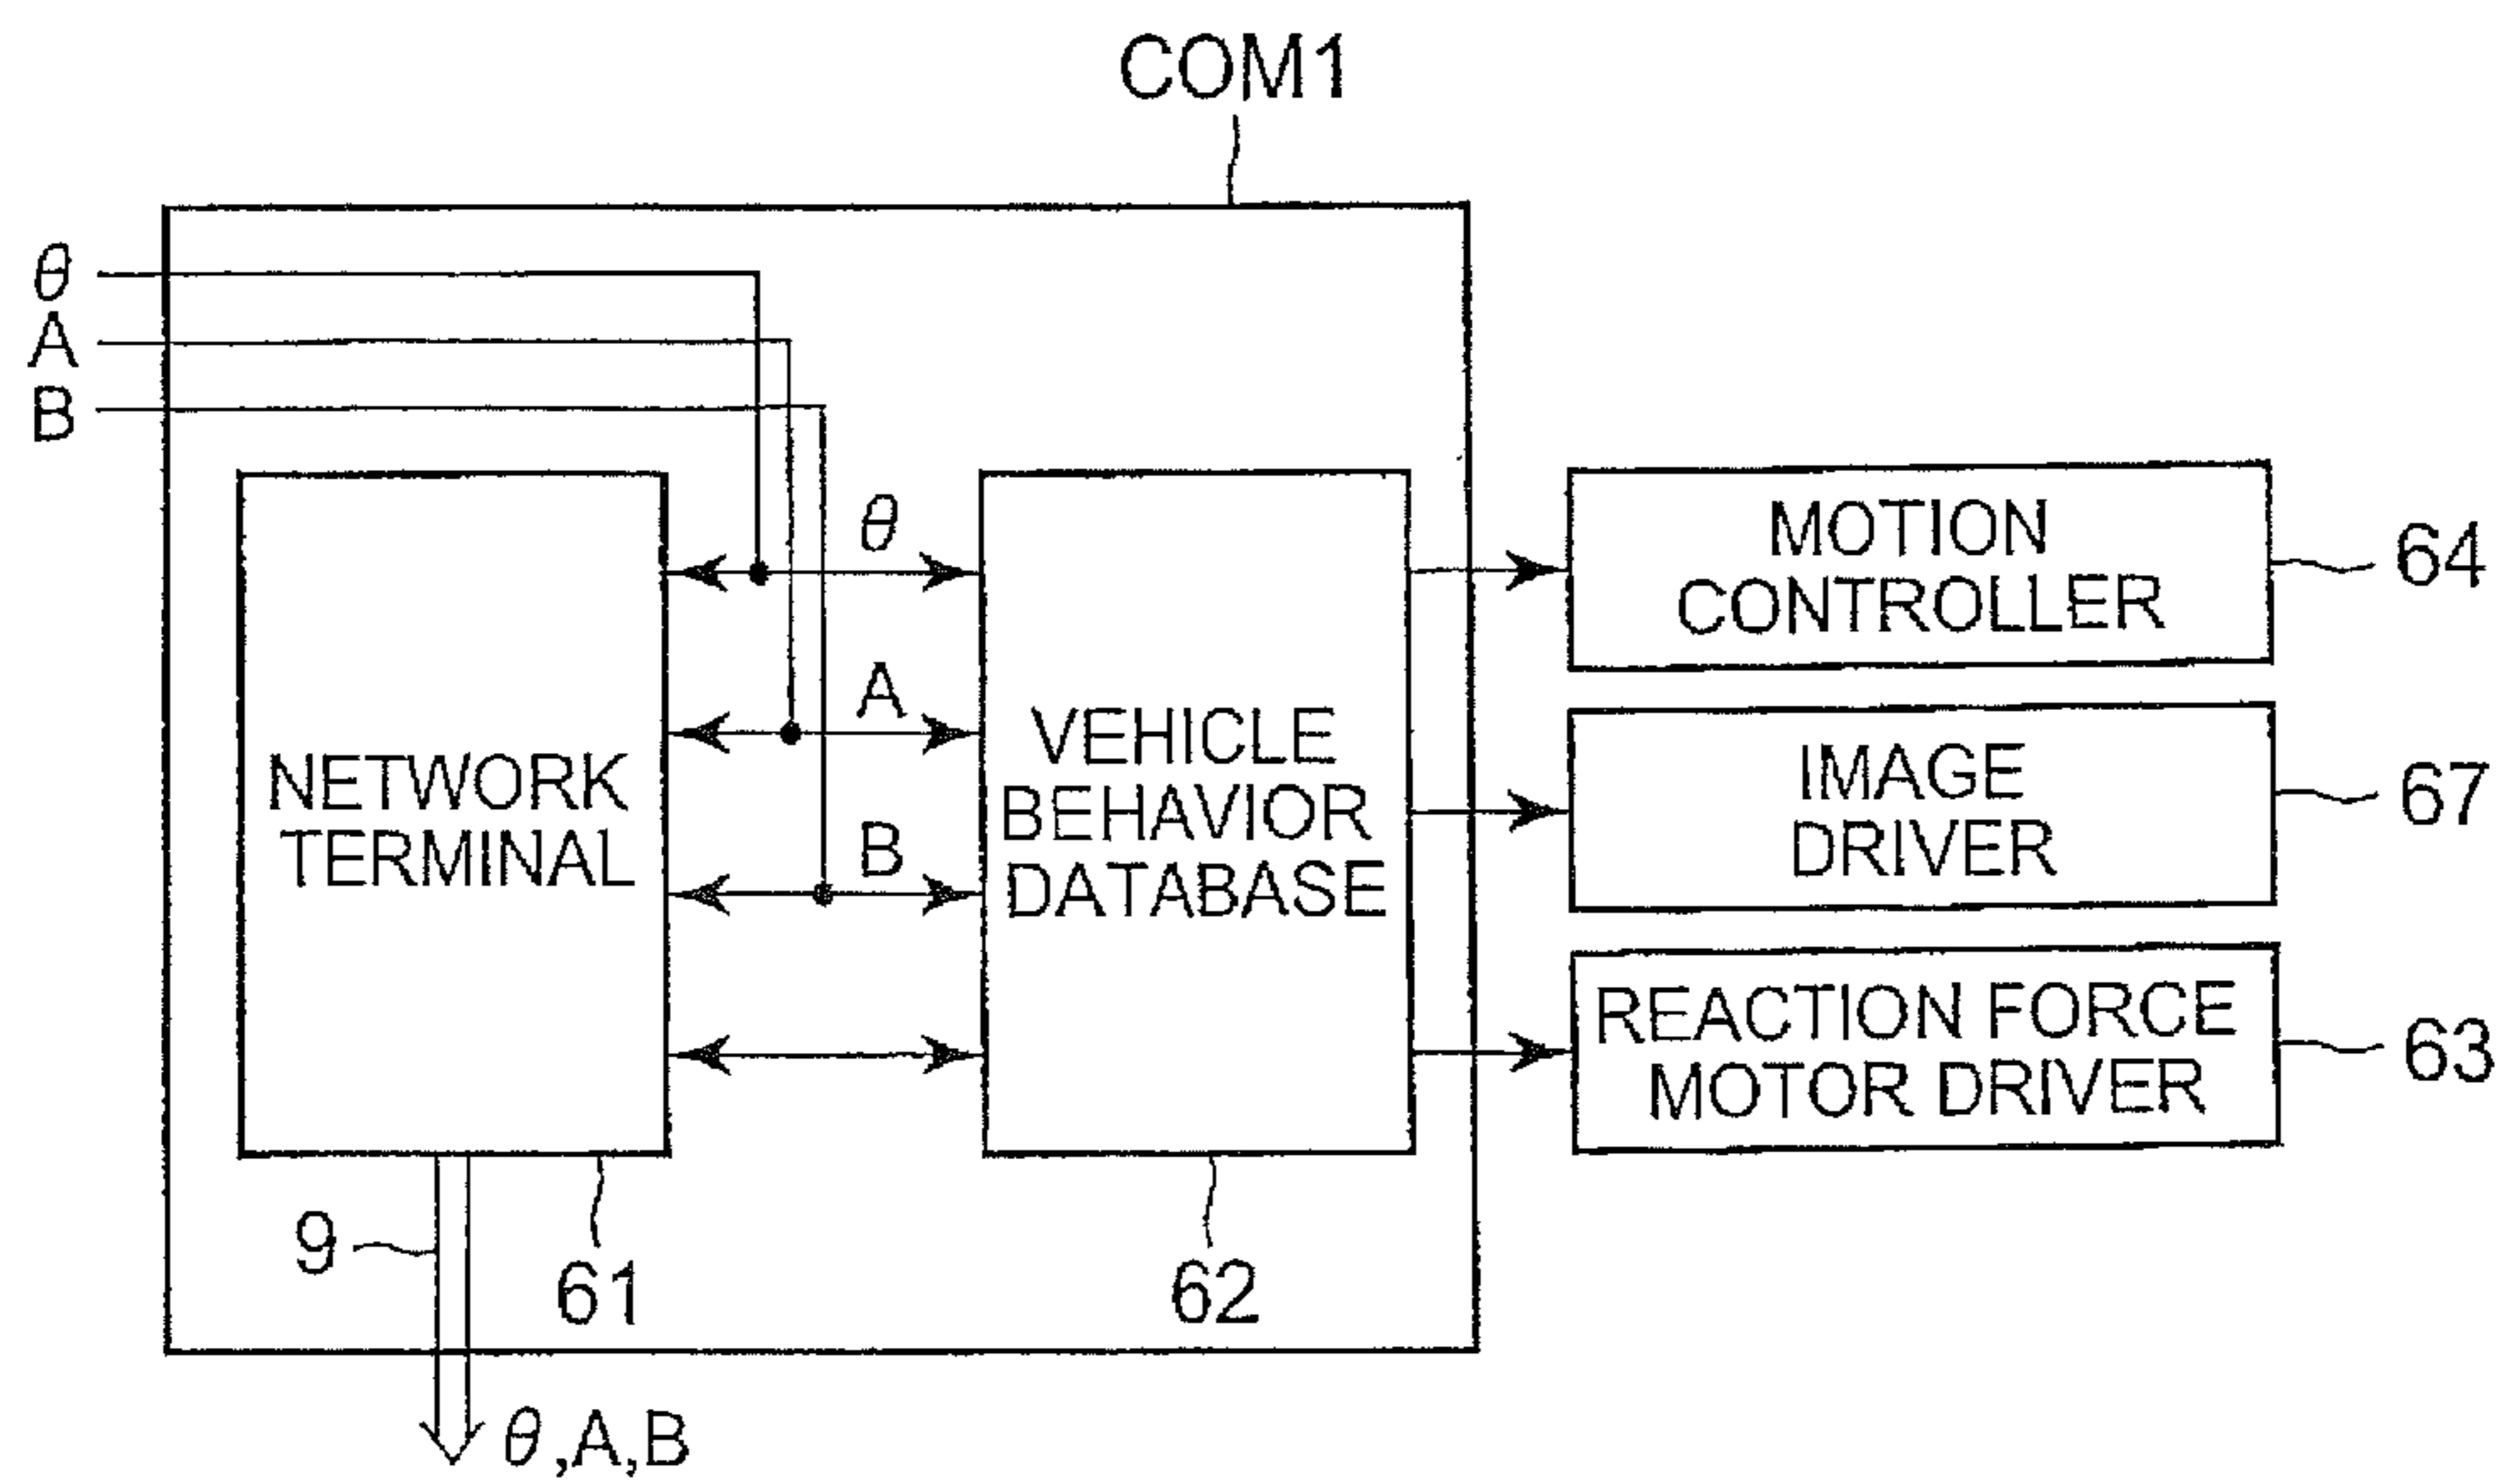 COM1
θ
A
B
θ
A
B
NETWORK
TERMINAL
VEHICLE
BEHAVIOR
DATABASE
MOTION
CONTROLLER
64
IMAGE
DRIVER
67
REACTION FORCE
MOTOR DRIVER
63
9
61
62
θ,A,B